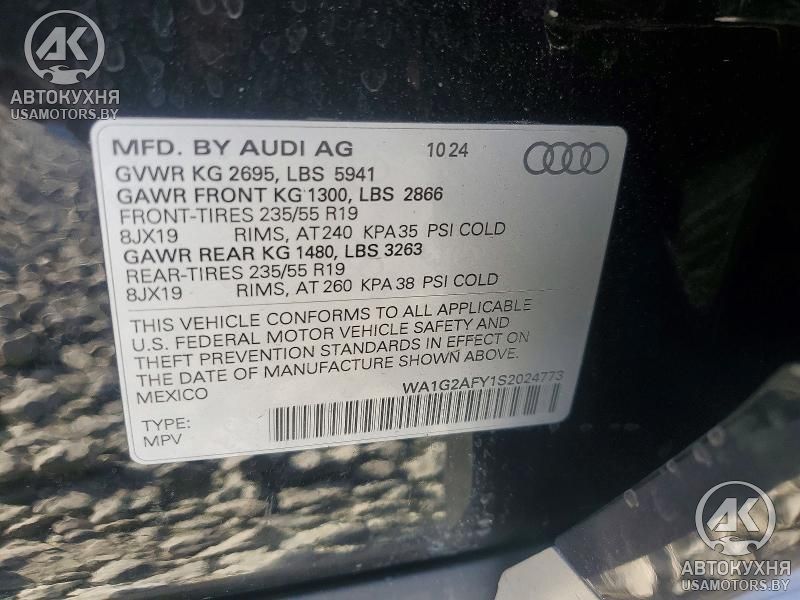 AK
АВТОКУХНЯ
USAMOTORS.BY
MFD. BY AUDI AG 10 24
GVWR KG 2695, LBS 5941
GAWR FRONT KG 1300, LBS 2866
FRONT-TIRES 235/55 R19
8JX19 RIMS, AT 240 KPA 35 PSI COLD
GAWR REAR KG 1480, LBS 3263
REAR-TIRES 235/55 R19
8JX19 RIMS, AT 260 KPA 38 PSI COLD
THIS VEHICLE CONFORMS TO ALL APPLICABLE
U.S. FEDERAL MOTOR VEHICLE SAFETY AND
THEFT PREVENTION STANDARDS IN EFFECT ON
THE DATE OF MANUFACTURE SHOWN ABOVE.
MEXICO WA1G2AFY1S2024773
TYPE:
MPV
AK
АВТОКУХНЯ
USAMOTORS.BY